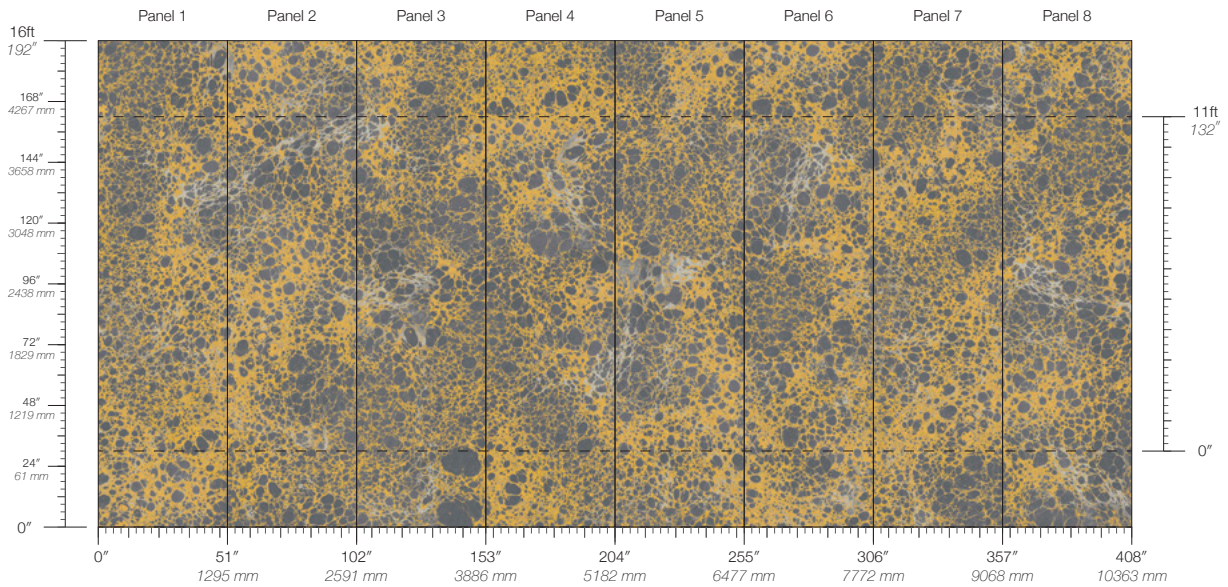 Panel 1 Panel 2 Panel 3 Panel 4 Panel 5 Panel 6 Panel 7 Panel 8
16ft
192″
168″
4267 mm
144″
3658 mm
120″
3048 mm
96″
2438 mm
72″
1829 mm
48″
1219 mm
24″
61 mm
0″
11ft
132″
0″
0″ 51″ 102″ 153″ 204″ 255″ 306″ 357″ 408″
1295 mm 2591 mm 3886 mm 5182 mm 6477 mm 7772 mm 9068 mm 10363 mm